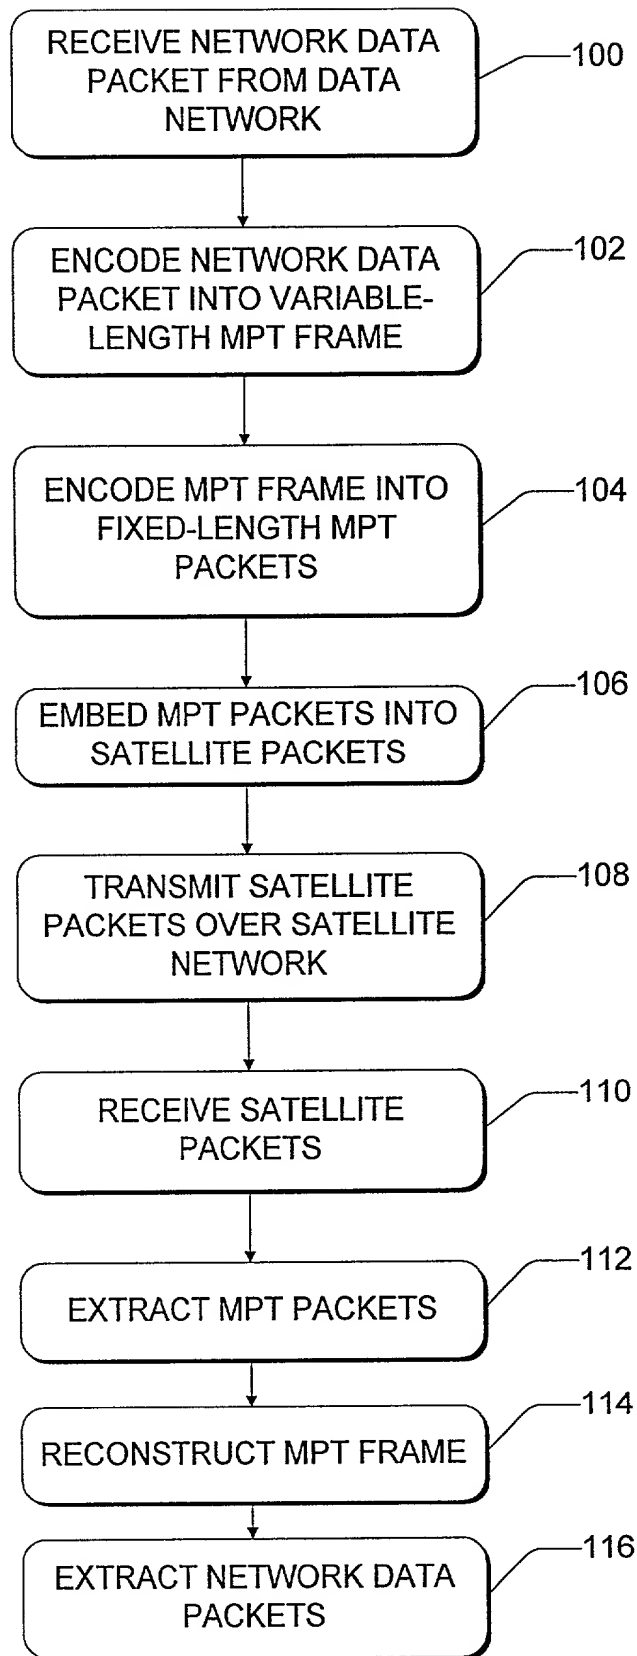 RECEIVE NETWORK DATA
PACKET FROM DATA
NETWORK
100
ENCODE NETWORK DATA
PACKET INTO VARIABLE-
LENGTH MPT FRAME
102
ENCODE MPT FRAME INTO
FIXED-LENGTH MPT
PACKETS
104
EMBED MPT PACKETS INTO
SATELLITE PACKETS
106
TRANSMIT SATELLITE
PACKETS OVER SATELLITE
NETWORK
108
RECEIVE SATELLITE
PACKETS
110
EXTRACT MPT PACKETS
112
RECONSTRUCT MPT FRAME
114
EXTRACT NETWORK DATA
PACKETS
116